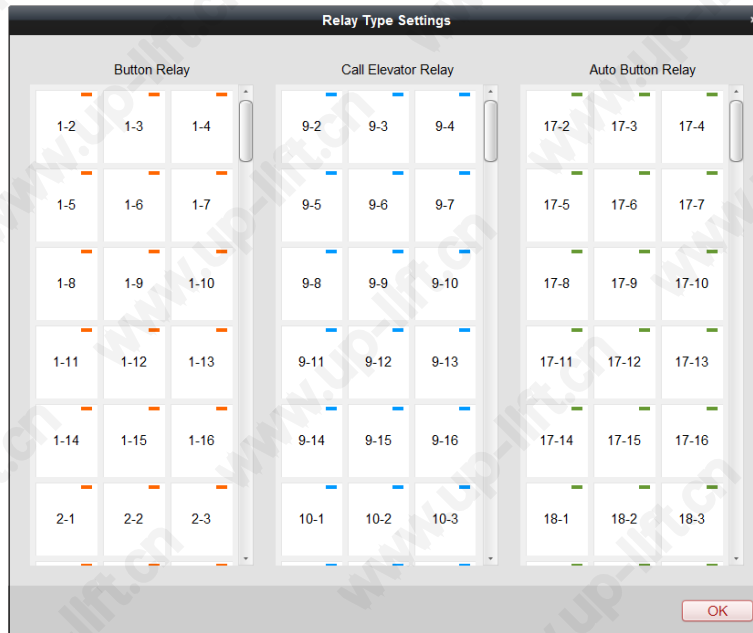 Relay Type Settings
Button Relay Call Elevator Relay Auto Button Relay
1-2 1-3 1-4 9-2 9-3 9-4 17-2 17-3 17-4
1-5 1-6 1-7 9-5 9-6 9-7 17-5 17-6 17-7
1-8 1-9 1-10 9-8 9-9 9-10 17-8 17-9 17-10
1-11 1-12 1-13 9-11 9-12 9-13 17-11 17-12 17-13
1-14 1-15 1-16 9-14 9-15 9-16 17-14 17-15 17-16
2-1 2-2 2-3 10-1 10-2 10-3 18-1 18-2 18-3
OK
www.up-lift.cn